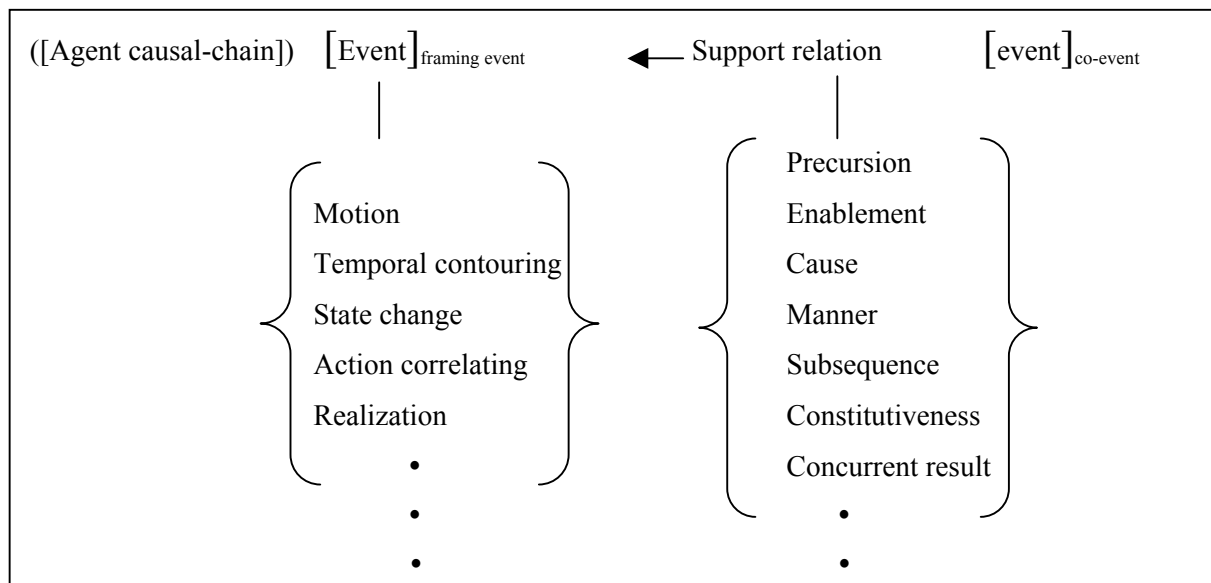 ([Agent causal-chain]) [Event]framing event ← Support relation [event]co-event
Motion
Temporal contouring
State change
Action correlating
Realization
•
•
•
Precursion
Enablement
Cause
Manner
Subsequence
Constitutiveness
Concurrent result
•
•